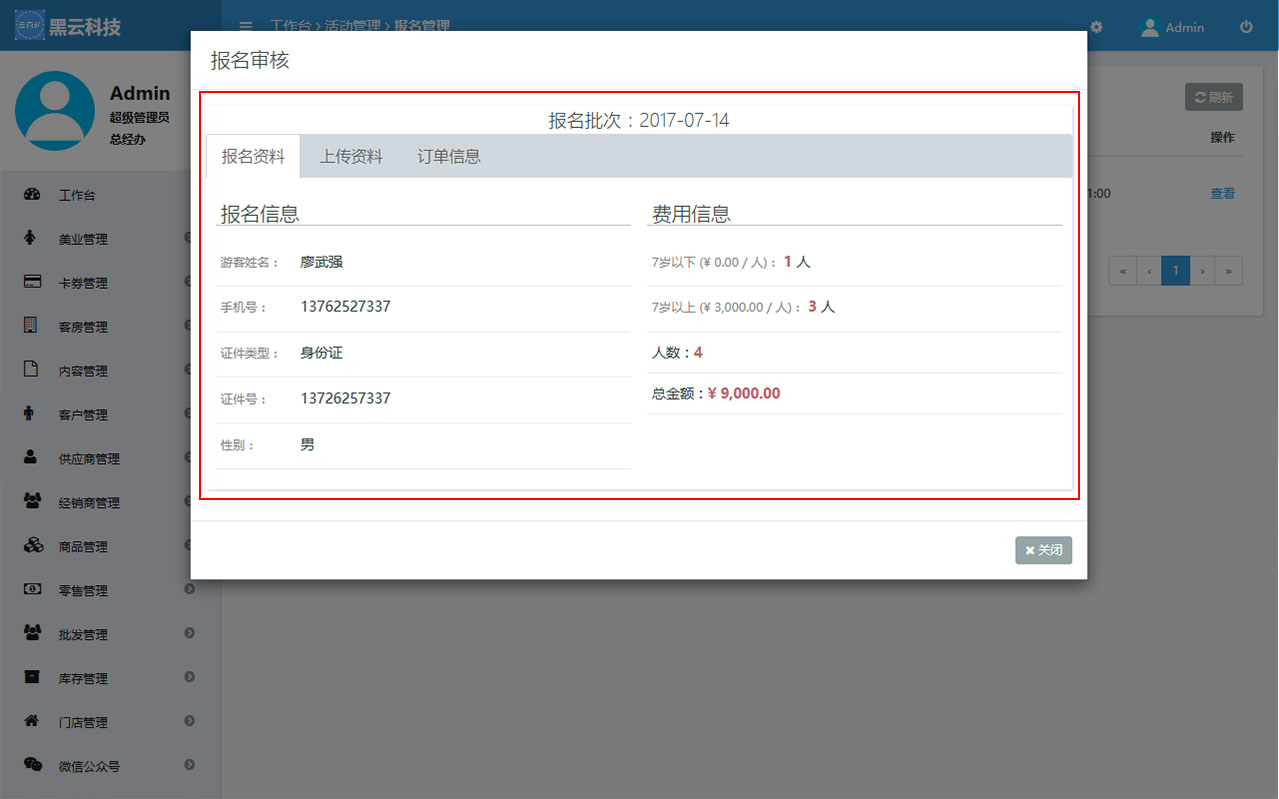 黑云科技
工作台 › 活动管理 › 报名管理
Admin
Admin
超级管理员
总经办
工作台
美业管理
卡券管理
客房管理
内容管理
客户管理
供应商管理
经销商管理
商品管理
零售管理
批发管理
库存管理
门店管理
微信公众号
刷新
操作
1:00
查看
« ‹ 1 › »
报名审核
报名批次：2017-07-14
报名资料 上传资料 订单信息
报名信息
游客姓名： 廖武强
手机号： 13762527337
证件类型： 身份证
证件号： 13726257337
性别： 男
费用信息
7岁以下 (¥ 0.00 / 人)： 1 人
7岁以上 (¥ 3,000.00 / 人)： 3 人
人数：4
总金额：¥ 9,000.00
关闭